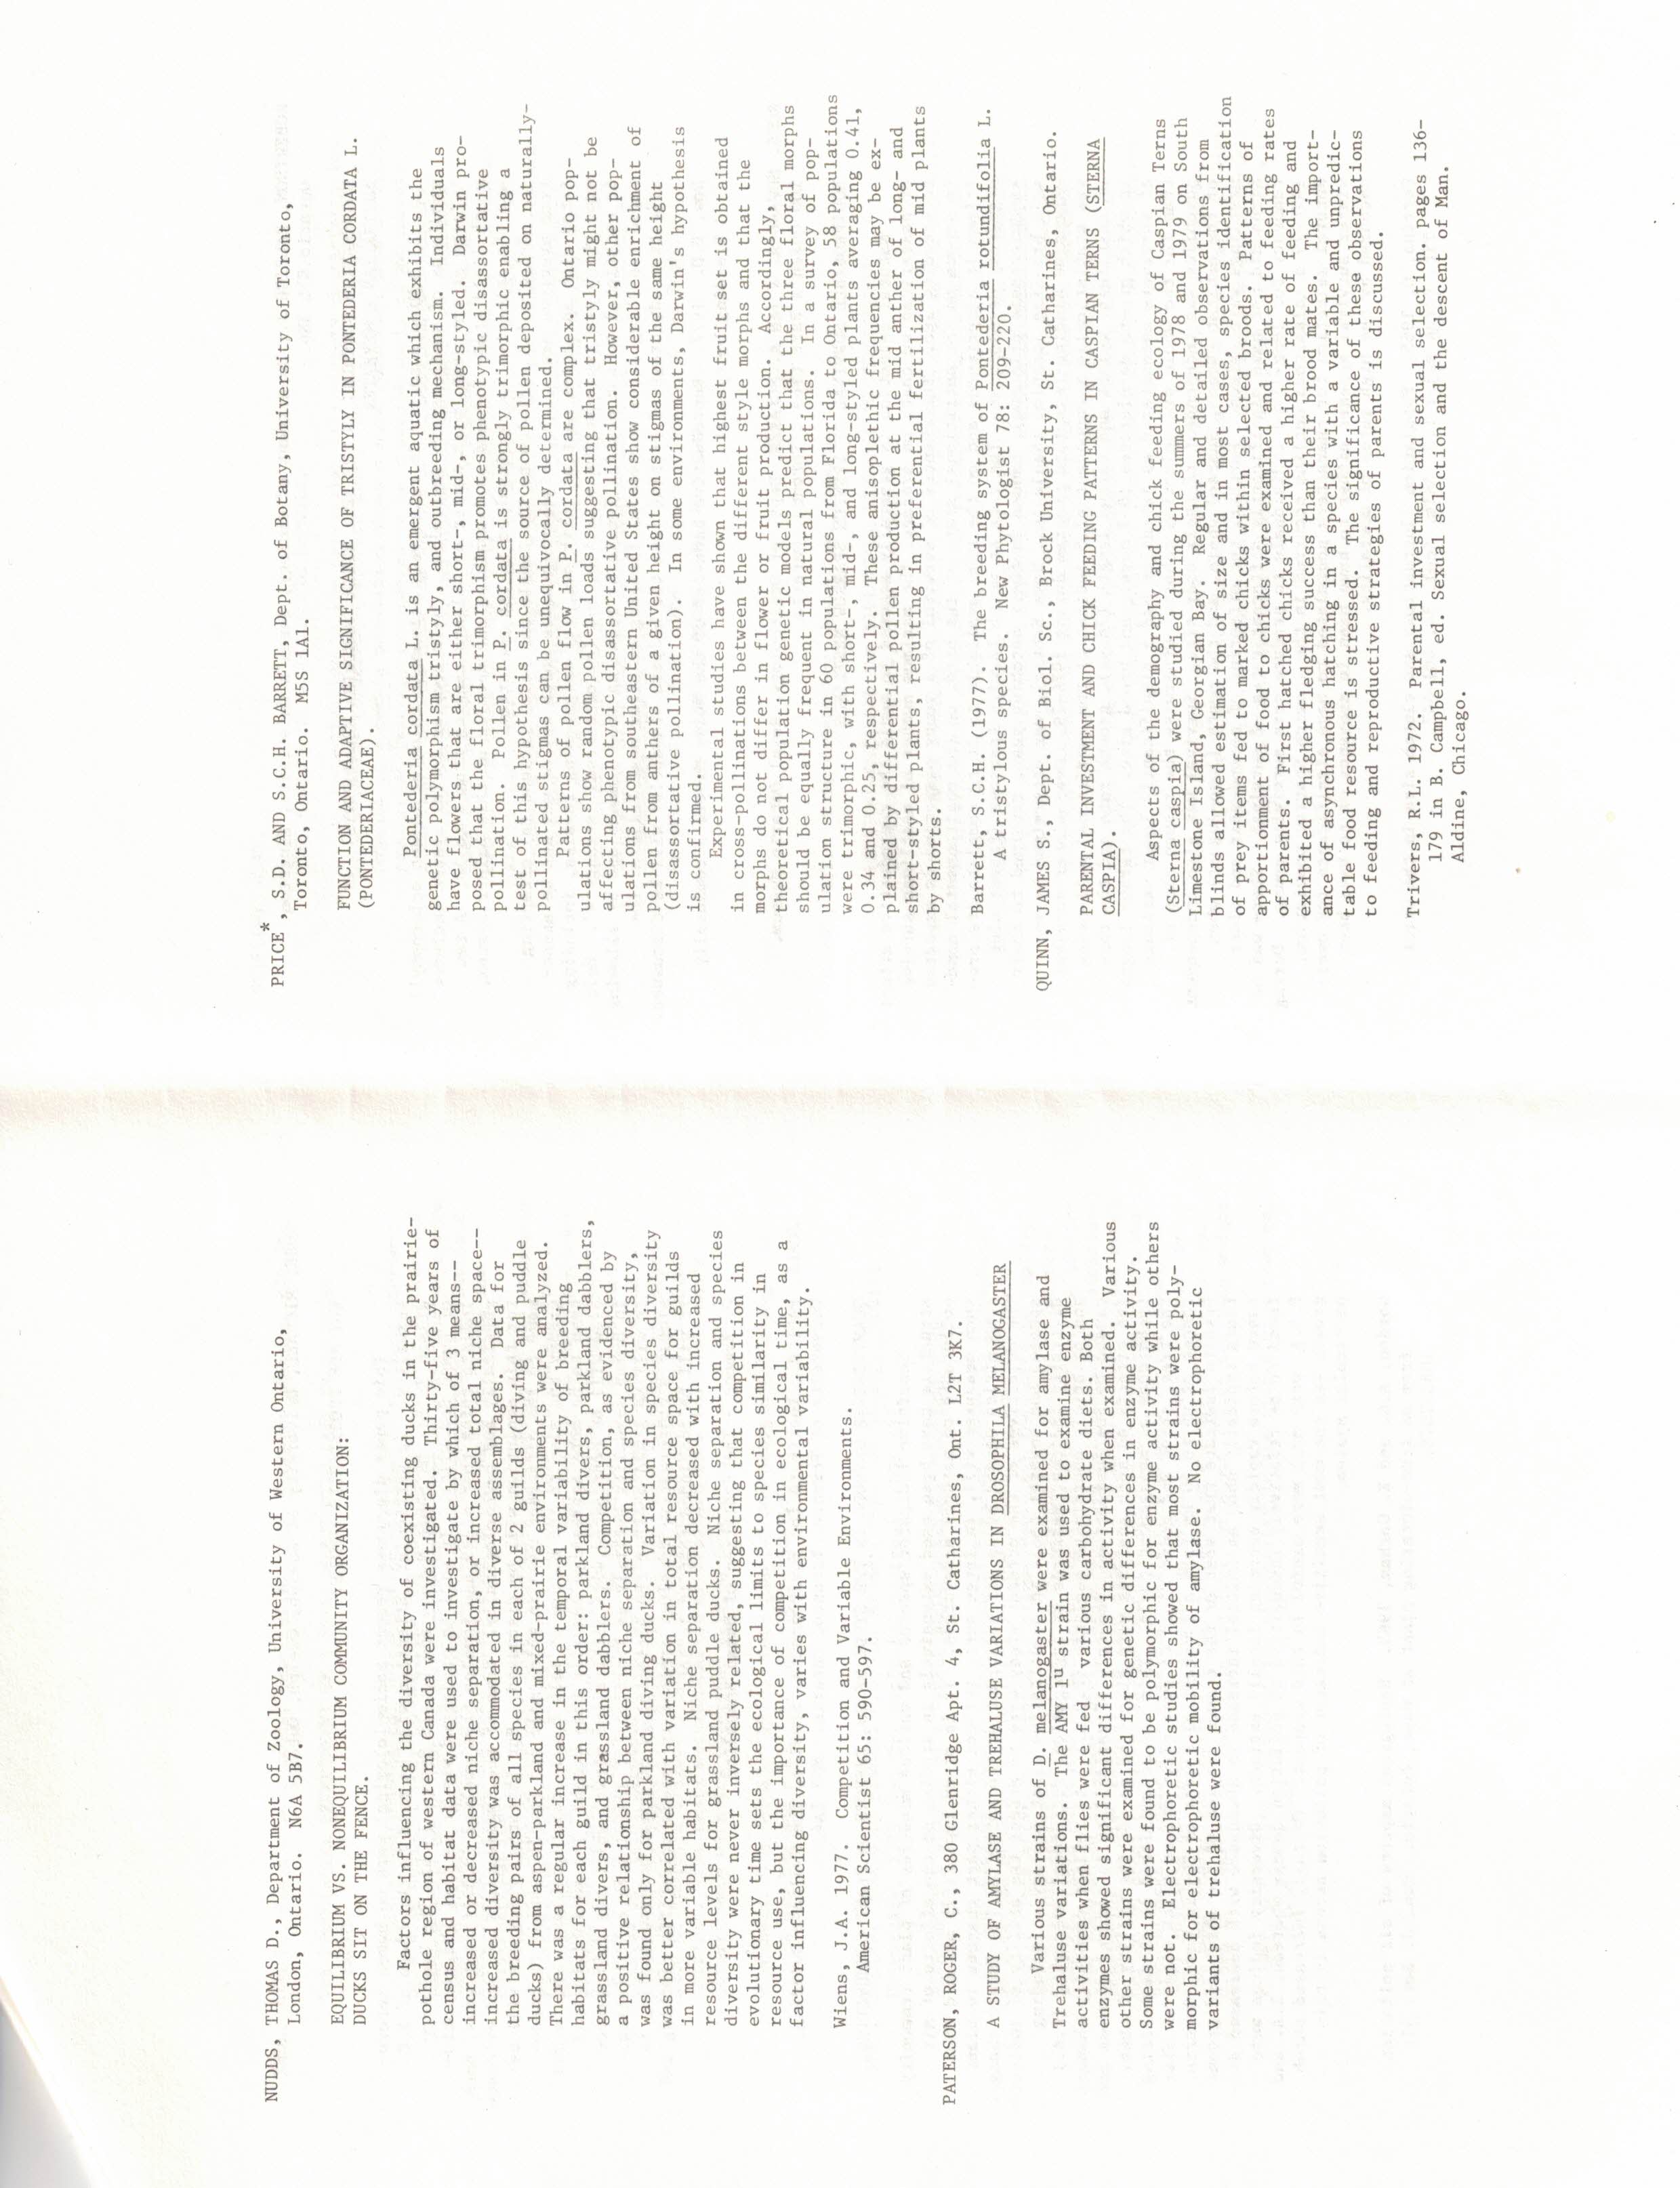 NUDDS, THOMAS D., Department of Zoology, University of Western Ontario,
London, Ontario. N6A 5B7.
EQUILIBRIUM VS. NONEQUILIBRIUM COMMUNITY ORGANIZATION:
DUCKS SIT ON THE FENCE.
Factors influencing the diversity of coexisting ducks in the prairie-
pothole region of western Canada were investigated. Thirty-five years of
census and habitat data were used to investigate by which of 3 means--
increased or decreased niche separation, or increased total niche space--
increased diversity was accommodated in diverse assemblages. Data for
the breeding pairs of all species in each of 2 guilds (diving and puddle
ducks) from aspen-parkland and mixed-prairie environments were analyzed.
There was a regular increase in the temporal variability of breeding
habitats for each guild in this order: parkland divers, parkland dabblers,
grassland divers, and grassland dabblers. Competition, as evidenced by
a positive relationship between niche separation and species diversity,
was found only for parkland diving ducks. Variation in species diversity
was better correlated with variation in total resource space for guilds
in more variable habitats. Niche separation decreased with increased
resource levels for grassland puddle ducks. Niche separation and species
diversity were never inversely related, suggesting that competition in
evolutionary time sets the ecological limits to species similarity in
resource use, but the importance of competition in ecological time, as a
factor influencing diversity, varies with environmental variability.
Wiens, J.A. 1977. Competition and Variable Environments.
American Scientist 65: 590-597.
PATERSON, ROGER, C., 380 Glenridge Apt. 4, St. Catharines, Ont. L2T 3K7.
A STUDY OF AMYLASE AND TREHALUSE VARIATIONS IN DROSOPHILA MELANOGASTER
Various strains of D. melanogaster were examined for amylase and
Trehaluse variations. The AMY 1u strain was used to examine enzyme
activities when flies were fed various carbohydrate diets. Both
enzymes showed significant differences in activity when examined. Various
other strains were examined for genetic differences in enzyme activity.
Some strains were found to be polymorphic for enzyme activity while others
were not. Electrophoretic studies showed that most strains were poly-
morphic for electrophoretic mobility of amylase. No electrophoretic
variants of trehaluse were found.
PRICE*, S.D. AND S.C.H. BARRETT, Dept. of Botany, University of Toronto,
Toronto, Ontario. M5S 1A1.
FUNCTION AND ADAPTIVE SIGNIFICANCE OF TRISTYLY IN PONTEDERIA CORDATA L.
(PONTEDERIACEAE).
Pontederia cordata L. is an emergent aquatic which exhibits the
genetic polymorphism tristyly, and outbreeding mechanism. Individuals
have flowers that are either short-, mid-, or long-styled. Darwin pro-
posed that the floral trimorphism promotes phenotypic disassortative
pollination. Pollen in P. cordata is strongly trimorphic enabling a
test of this hypothesis since the source of pollen deposited on naturally-
pollinated stigmas can be unequivocally determined.
Patterns of pollen flow in P. cordata are complex. Ontario pop-
ulations show random pollen loads suggesting that tristyly might not be
affecting phenotypic disassortative pollination. However, other pop-
ulations from southeastern United States show considerable enrichment of
pollen from anthers of a given height on stigmas of the same height
(disassortative pollination). In some environments, Darwin's hypothesis
is confirmed.
Experimental studies have shown that highest fruit set is obtained
in cross-pollinations between the different style morphs and that the
morphs do not differ in flower or fruit production. Accordingly,
theoretical population genetic models predict that the three floral morphs
should be equally frequent in natural populations. In a survey of pop-
ulation structure in 60 populations from Florida to Ontario, 58 populations
were trimorphic, with short-, mid-, and long-styled plants averaging 0.41,
0.34 and 0.25, respectively. These anisoplethic frequencies may be ex-
plained by differential pollen production at the mid anther of long- and
short-styled plants, resulting in preferential fertilization of mid plants
by shorts.
Barrett, S.C.H. (1977). The breeding system of Pontederia rotundifolia L.
A tristylous species. New Phytologist 78: 209-220.
QUINN, JAMES S., Dept. of Biol. Sc., Brock University, St. Catharines, Ontario.
PARENTAL INVESTMENT AND CHICK FEEDING PATTERNS IN CASPIAN TERNS (STERNA
CASPIA).
Aspects of the demography and chick feeding ecology of Caspian Terns
(Sterna caspia) were studied during the summers of 1978 and 1979 on South
Limestone Island, Georgian Bay. Regular and detailed observations from
blinds allowed estimation of size and in most cases, species identification
of prey items fed to marked chicks within selected broods. Patterns of
apportionment of food to chicks were examined and related to feeding rates
of parents. First hatched chicks received a higher rate of feeding and
exhibited a higher fledging success than their brood mates. The import-
ance of asynchronous hatching in a species with a variable and unpredic-
table food resource is stressed. The significance of these observations
to feeding and reproductive strategies of parents is discussed.
Trivers, R.L. 1972. Parental investment and sexual selection. pages 136-
179 in B. Campbell, ed. Sexual selection and the descent of Man.
Aldine, Chicago.